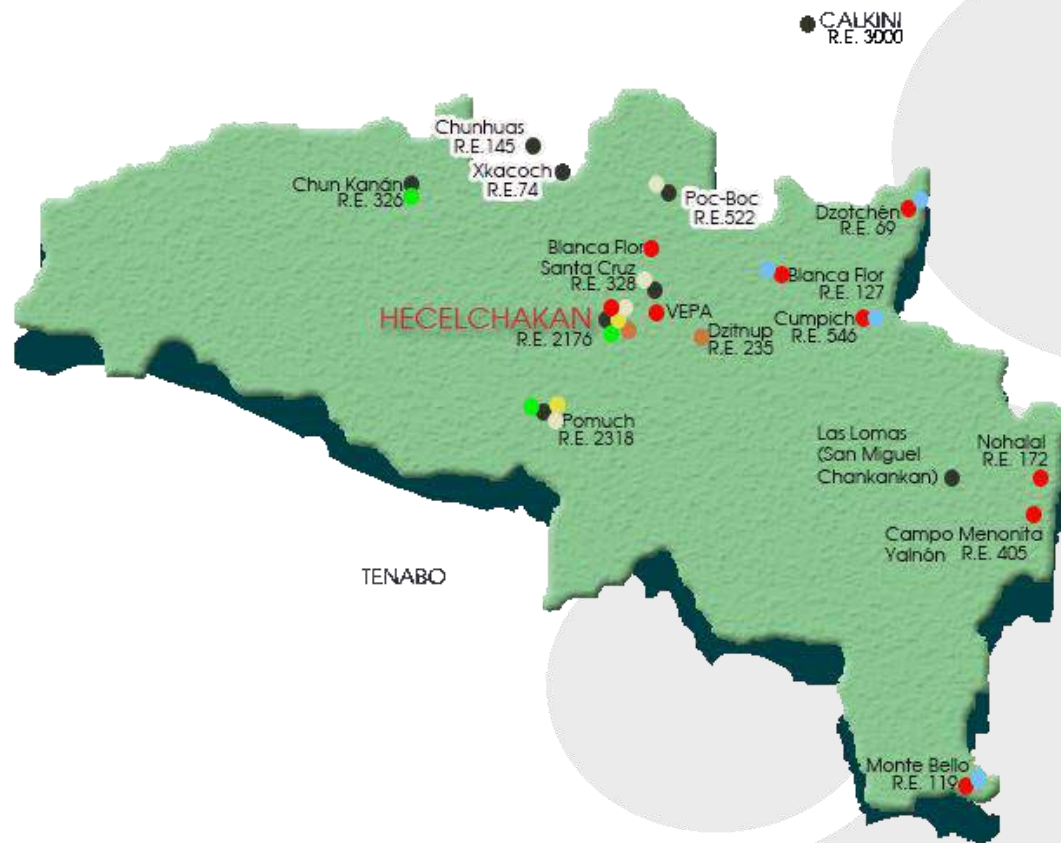 CALKINI
R.E. 3000
Chunhuas
R.E.145
Xkacoch
R.E.74
Chun Kanán
R.E. 326
Poc-Boc
R.E.522
Dzotchén
R.E. 69
Blanca Flor
Santa Cruz
R.E. 328
Blanca Flor
R.E. 127
HECELCHAKAN
R.E. 2176
VEPA
Dzitnup
R.E. 235
Cumpich
R.E. 546
Pomuch
R.E. 2318
Las Lomas
(San Miguel
Chankankan)
Nohalal
R.E. 172
Campo Menonita
Yalnón R.E. 405
TENABO
Monte Bello
R.E. 119